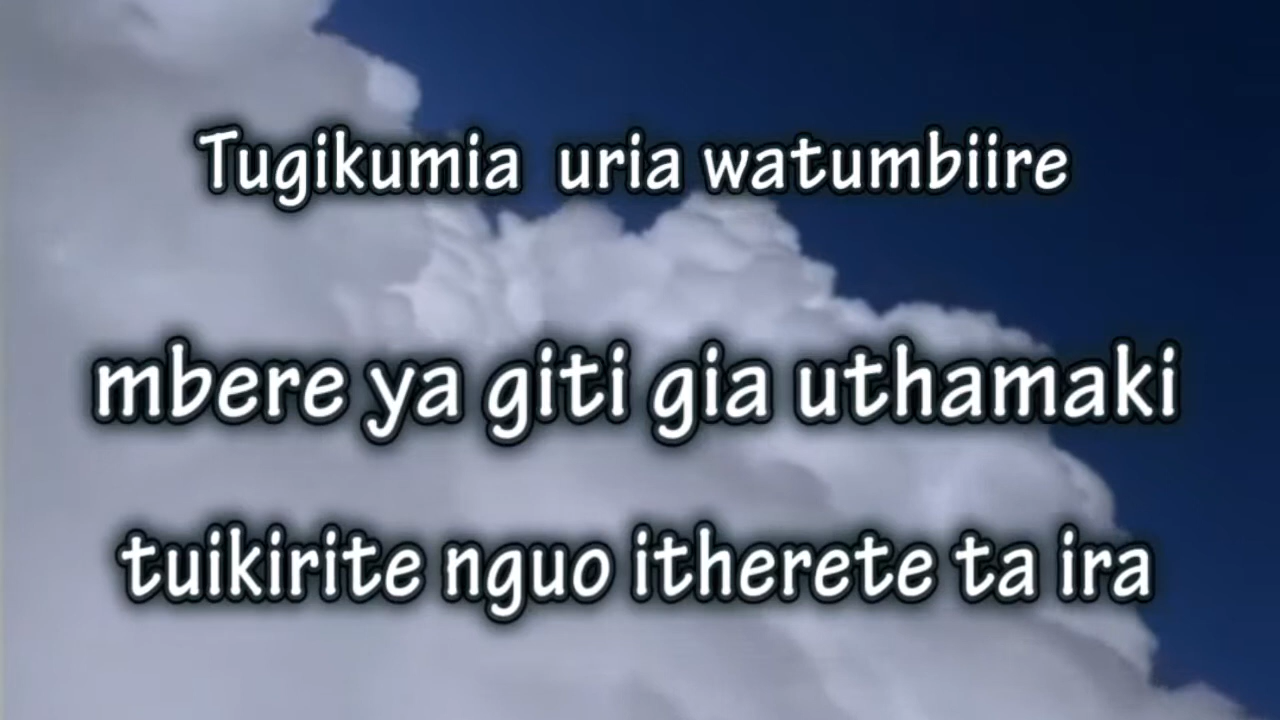 Tugikumia uria watumbiire
mbere ya giti gia uthamaki
tuikirite nguo itherete ta ira